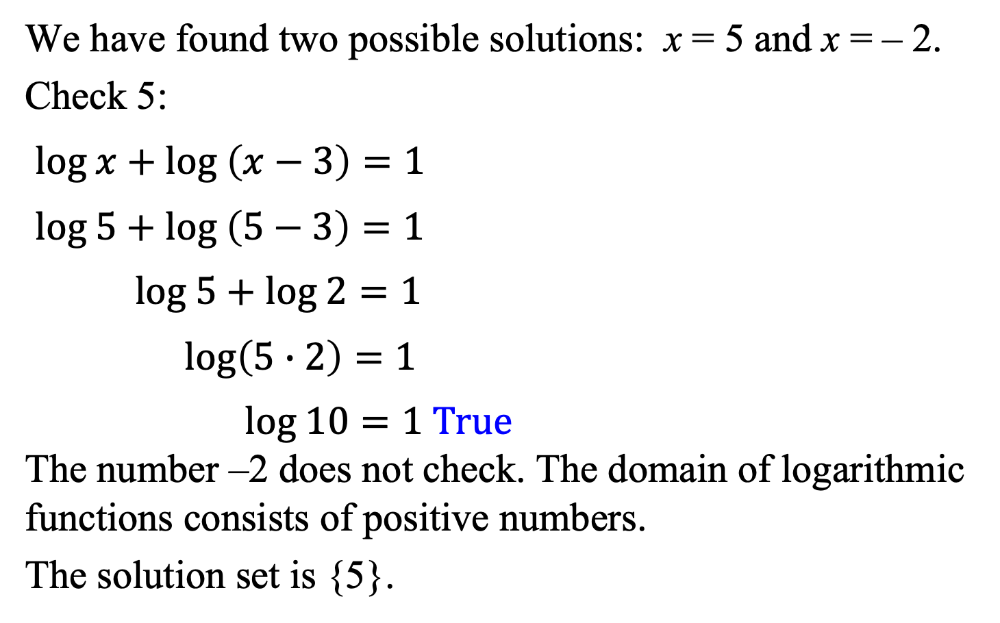 We have found two possible solutions: x = 5 and x = – 2.
Check 5:
log x + log (x − 3) = 1
log 5 + log (5 − 3) = 1
log 5 + log 2 = 1
log(5 · 2) = 1
log 10 = 1 True
The number –2 does not check. The domain of logarithmic
functions consists of positive numbers.
The solution set is {5}.